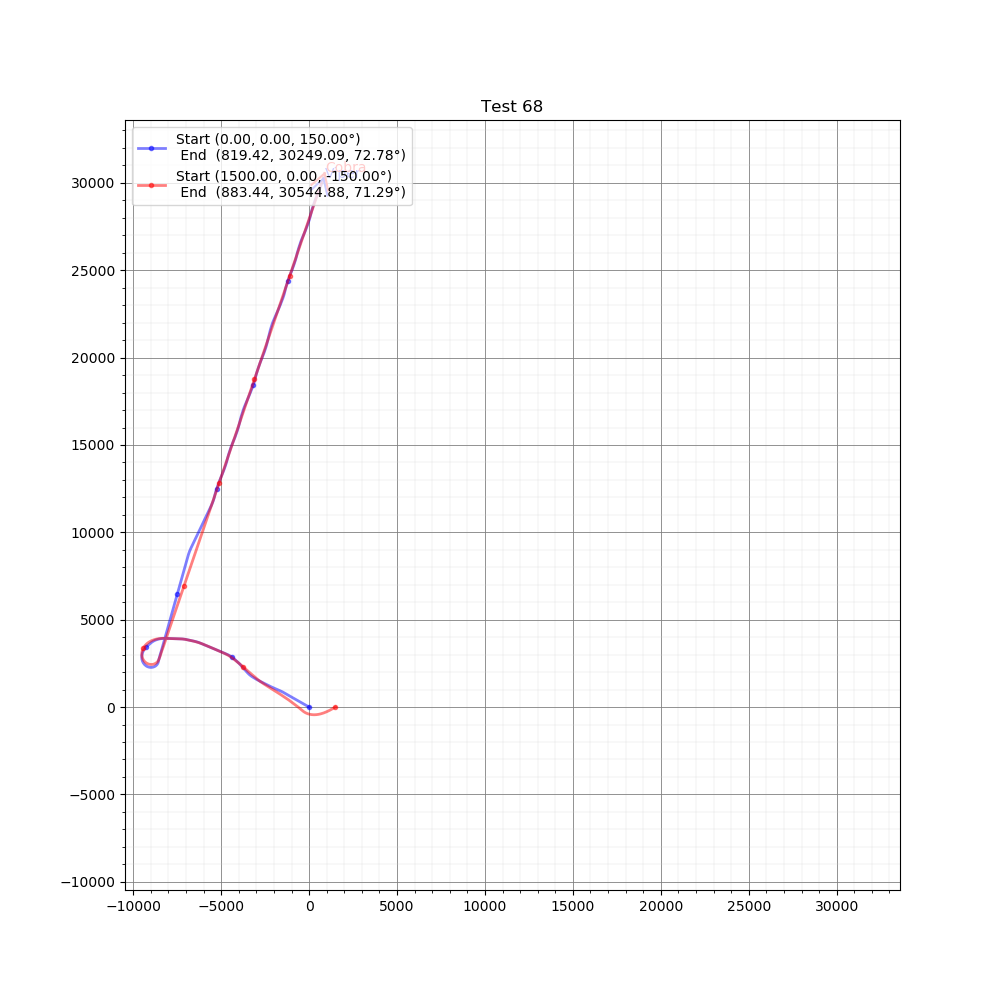 Test 68
Start (0.00, 0.00, 150.00°)
End (819.42, 30249.09, 72.78°)
Start (1500.00, 0.00, -150.00°)
End (883.44, 30544.88, 71.29°)
Cobra
30000
25000
20000
15000
10000
5000
0
−5000
−10000
−10000 −5000 0 5000 10000 15000 20000 25000 30000